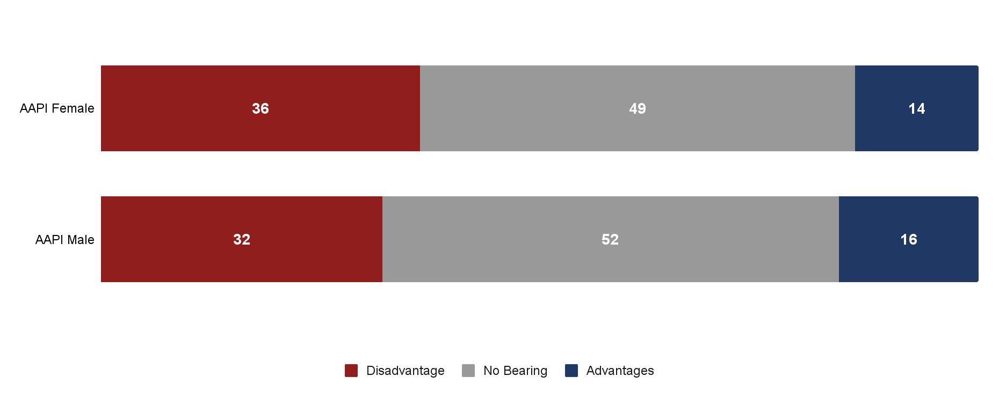 AAPI Female 36 49 14
AAPI Male 32 52 16
Disadvantage No Bearing Advantages